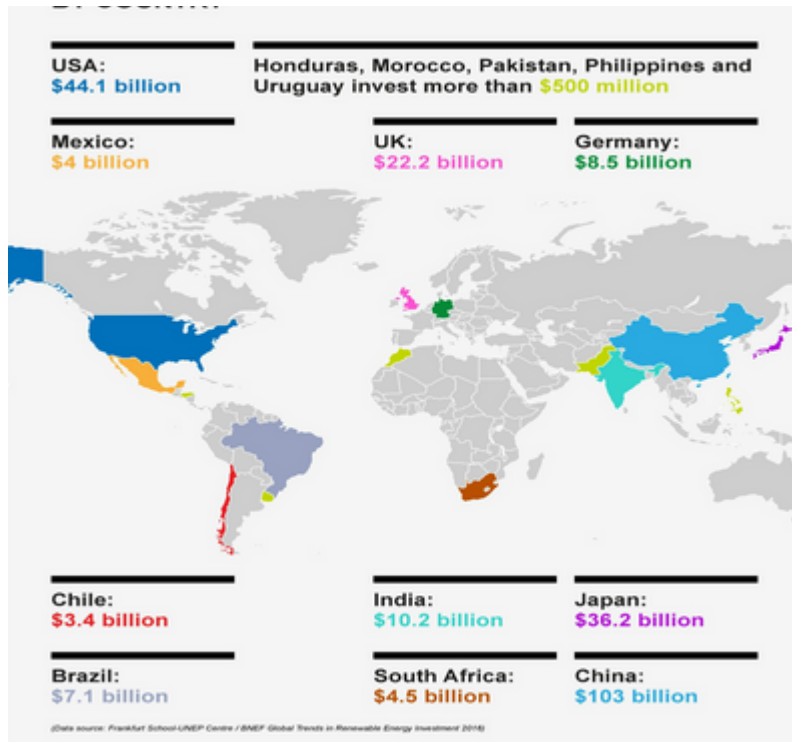 BY COUNTRY
USA:
$44.1 billion
Honduras, Morocco, Pakistan, Philippines and
Uruguay invest more than $500 million
Mexico:
$4 billion
UK:
$22.2 billion
Germany:
$8.5 billion
Chile:
$3.4 billion
India:
$10.2 billion
Japan:
$36.2 billion
Brazil:
$7.1 billion
South Africa:
$4.5 billion
China:
$103 billion
(Data source: Frankfurt School-UNEP Centre / BNEF Global Trends in Renewable Energy Investment 2016)